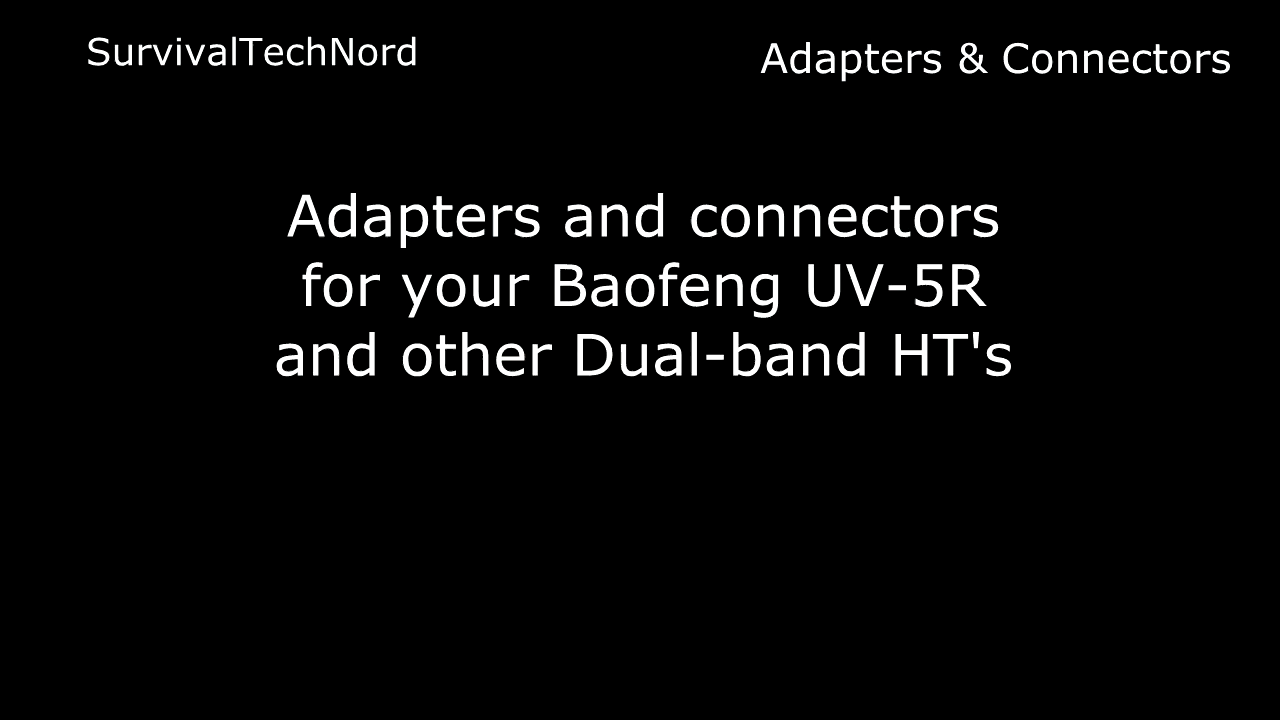 SurvivalTechNord
Adapters & Connectors
Adapters and connectors
for your Baofeng UV-5R
and other Dual-band HT's